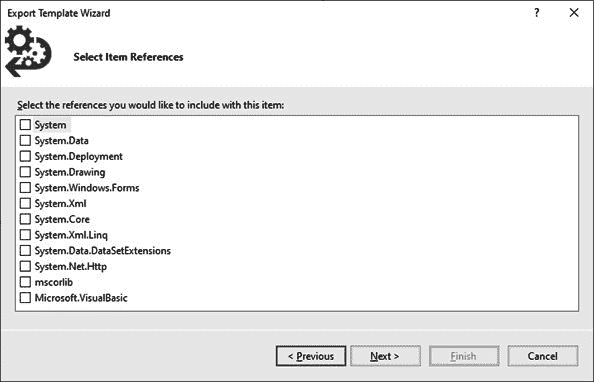 Export Template Wizard ? ×
Select Item References
Select the references you would like to include with this item:
System
System.Data
System.Deployment
System.Drawing
System.Windows.Forms
System.Xml
System.Core
System.Xml.Linq
System.Data.DataSetExtensions
System.Net.Http
mscorlib
Microsoft.VisualBasic
< Previous Next > Finish Cancel